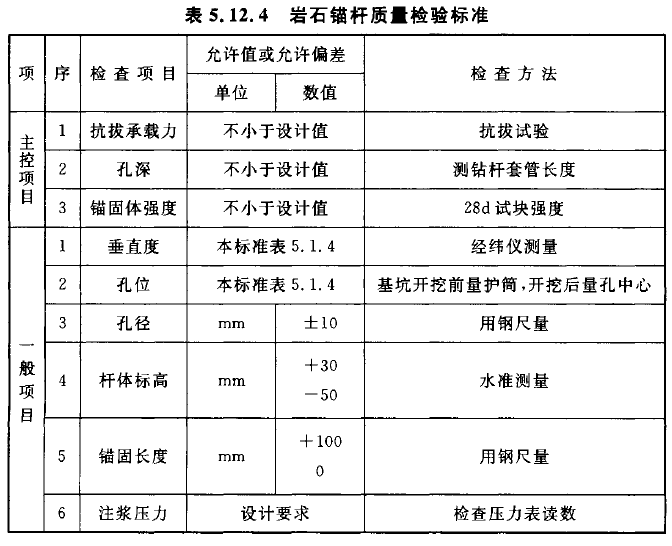 表 5.12.4 岩石锚杆质量检验标准
项 序 检查项目 允许值或允许偏差 检查方法
单位 数值
主控项目
1 抗拔承载力 不小于设计值 抗拔试验
2 孔深 不小于设计值 测钻杆套管长度
3 锚固体强度 不小于设计值 28d 试块强度
一般项目
1 垂直度 本标准表 5.1.4 经纬仪测量
2 孔位 本标准表 5.1.4 基坑开挖前量护筒,开挖后量孔中心
3 孔径 mm ±10 用钢尺量
4 杆体标高 mm +30 水准测量
-50
5 锚固长度 mm +100 用钢尺量
0
6 注浆压力 设计要求 检查压力表读数